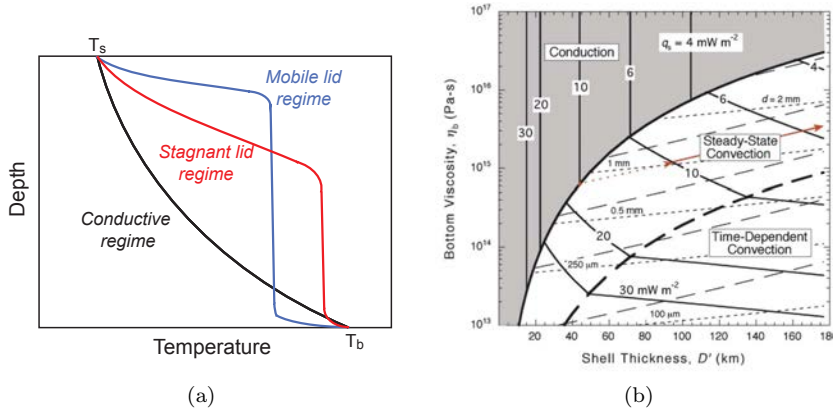 T_s
Mobile lid
regime
Stagnant lid
regime
Conductive
regime
Depth
Temperature
T_b
(a)
10^17
10^16
10^15
10^14
10^13
Bottom Viscosity, η_b (Pa-s)
Conduction
q_s = 4 mW m^-2
30
20
10
6
4
6
d = 2 mm
Steady-State
Convection
1 mm
10
0.5 mm
20
Time-Dependent
Convection
250 μm
30 mW m^-2
100 μm
20 40 60 80 100 120 140 160 180
Shell Thickness, D′ (km)
(b)